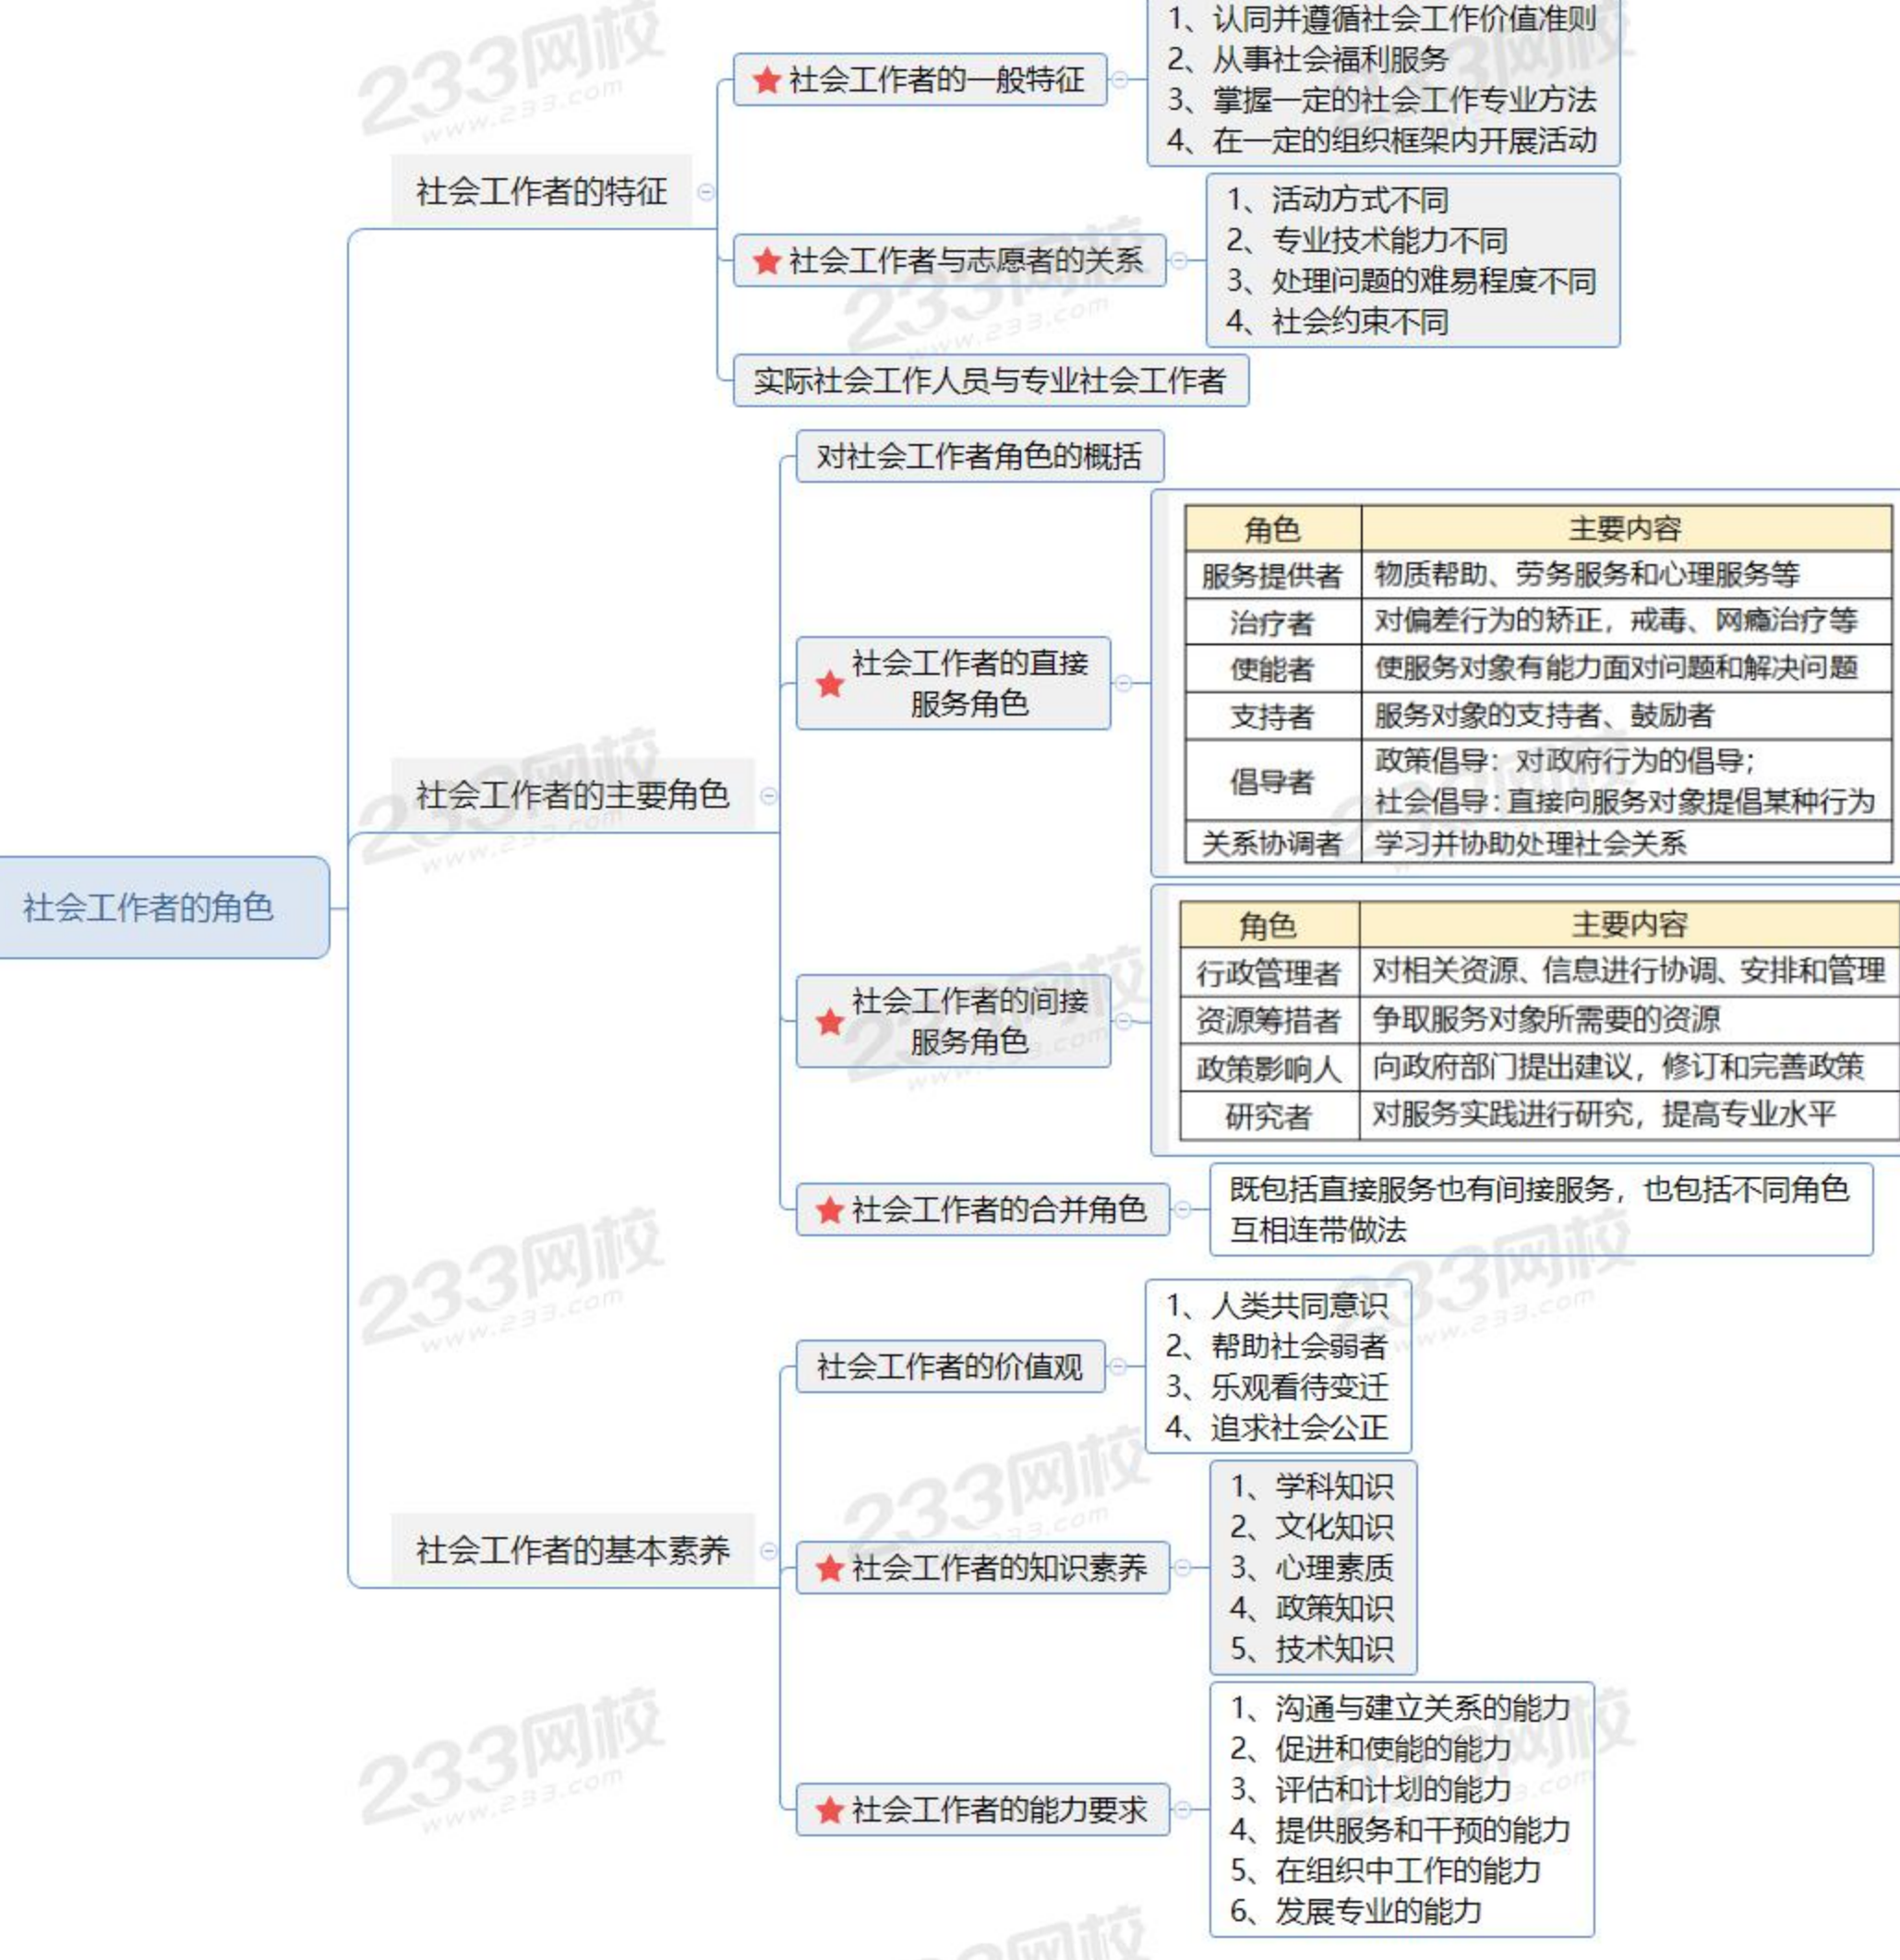 社会工作者的角色
社会工作者的特征
★社会工作者的一般特征
1、认同并遵循社会工作价值准则
2、从事社会福利服务
3、掌握一定的社会工作专业方法
4、在一定的组织框架内开展活动
★社会工作者与志愿者的关系
1、活动方式不同
2、专业技术能力不同
3、处理问题的难易程度不同
4、社会约束不同
实际社会工作人员与专业社会工作者
社会工作者的主要角色
对社会工作者角色的概括
★社会工作者的直接
服务角色
角色 主要内容
服务提供者 物质帮助、劳务服务和心理服务等
治疗者 对偏差行为的矫正，戒毒、网瘾治疗等
使能者 使服务对象有能力面对问题和解决问题
支持者 服务对象的支持者、鼓励者
倡导者 政策倡导：对政府行为的倡导；
社会倡导：直接向服务对象提倡某种行为
关系协调者 学习并协助处理社会关系
★社会工作者的间接
服务角色
角色 主要内容
行政管理者 对相关资源、信息进行协调、安排和管理
资源筹措者 争取服务对象所需要的资源
政策影响人 向政府部门提出建议，修订和完善政策
研究者 对服务实践进行研究，提高专业水平
★社会工作者的合并角色
既包括直接服务也有间接服务，也包括不同角色
互相连带做法
社会工作者的基本素养
社会工作者的价值观
1、人类共同意识
2、帮助社会弱者
3、乐观看待变迁
4、追求社会公正
★社会工作者的知识素养
1、学科知识
2、文化知识
3、心理素质
4、政策知识
5、技术知识
★社会工作者的能力要求
1、沟通与建立关系的能力
2、促进和使能的能力
3、评估和计划的能力
4、提供服务和干预的能力
5、在组织中工作的能力
6、发展专业的能力
233网校
www.233.com